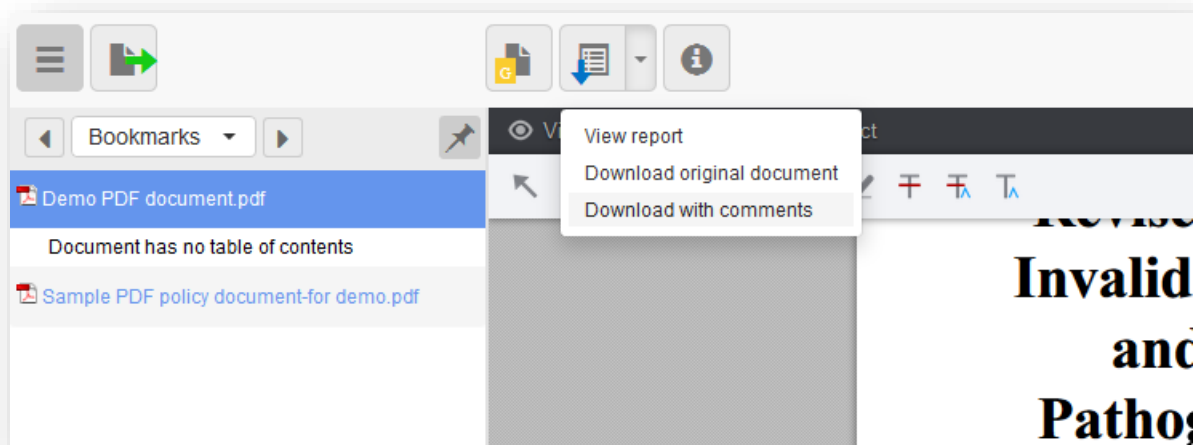 G
Bookmarks
View report
Download original document
Download with comments
Demo PDF document.pdf
Document has no table of contents
Sample PDF policy document-for demo.pdf
Invalid
and